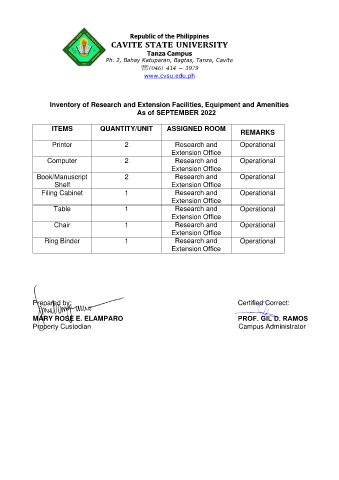 Republic of the Philippines
CAVITE STATE UNIVERSITY
Tanza Campus
Ph. 2, Bahay Katuparan, Bagtas, Tanza, Cavite
☏(046) 414 – 3979
www.cvsu.edu.ph
Inventory of Research and Extension Facilities, Equipment and Amenities
As of SEPTEMBER 2022
ITEMS QUANTITY/UNIT ASSIGNED ROOM REMARKS
Printer 2 Research and Extension Office Operational
Computer 2 Research and Extension Office Operational
Book/Manuscript Shelf 2 Research and Extension Office Operational
Filing Cabinet 1 Research and Extension Office Operational
Table 1 Research and Extension Office Operational
Chair 1 Research and Extension Office Operational
Ring Binder 1 Research and Extension Office Operational
Prepared by: Certified Correct:
MARY ROSE E. ELAMPARO PROF. GIL D. RAMOS
Property Custodian Campus Administrator